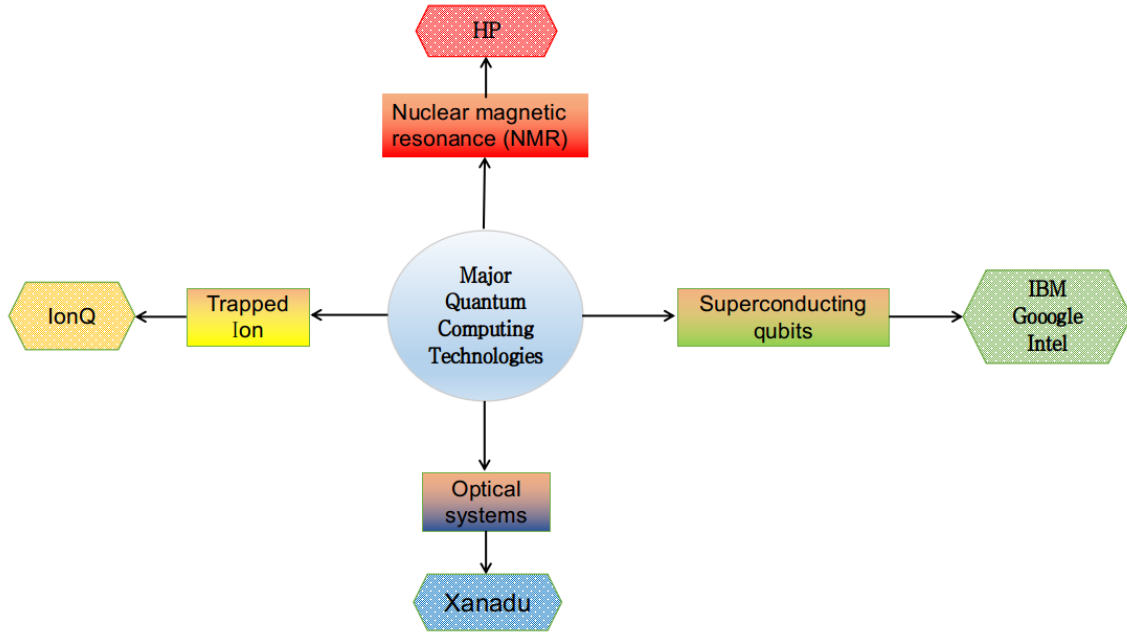 HP
Nuclear magnetic
resonance (NMR)
IonQ
Trapped
Ion
Major
Quantum
Computing
Technologies
Superconducting
qubits
IBM
Gooogle
Intel
Optical
systems
Xanadu